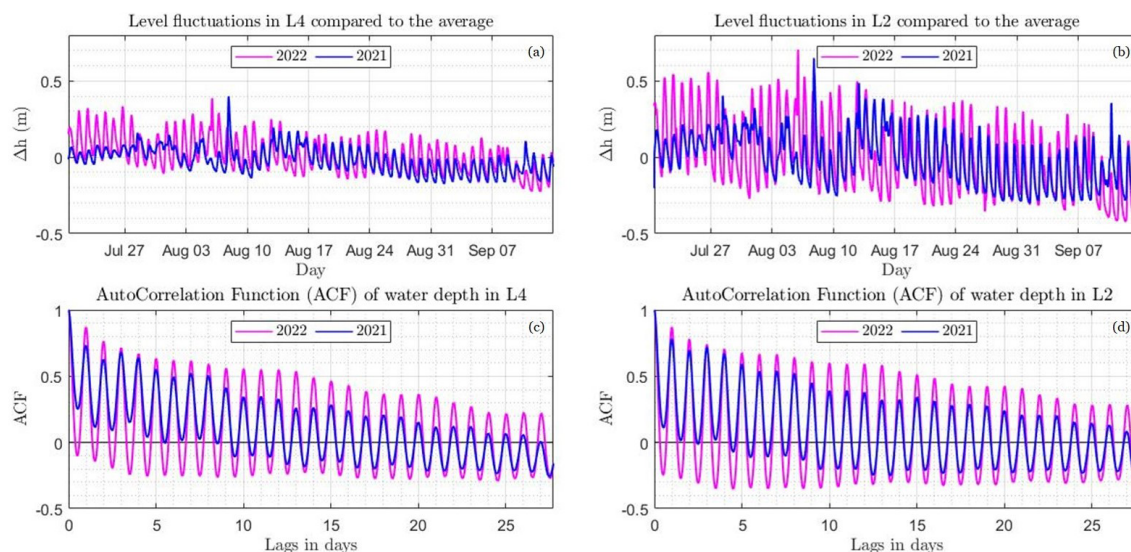 Level fluctuations in L4 compared to the average
2022 2021
(a)
0.5
0
-0.5
Δh (m)
Jul 27 Aug 03 Aug 10 Aug 17 Aug 24 Aug 31 Sep 07
Day
Level fluctuations in L2 compared to the average
2022 2021
(b)
0.5
0
-0.5
Δh (m)
Jul 27 Aug 03 Aug 10 Aug 17 Aug 24 Aug 31 Sep 07
Day
AutoCorrelation Function (ACF) of water depth in L4
2022 2021
(c)
1
0.5
0
-0.5
ACF
0 5 10 15 20 25
Lags in days
AutoCorrelation Function (ACF) of water depth in L2
2022 2021
(d)
1
0.5
0
-0.5
ACF
0 5 10 15 20 25
Lags in days